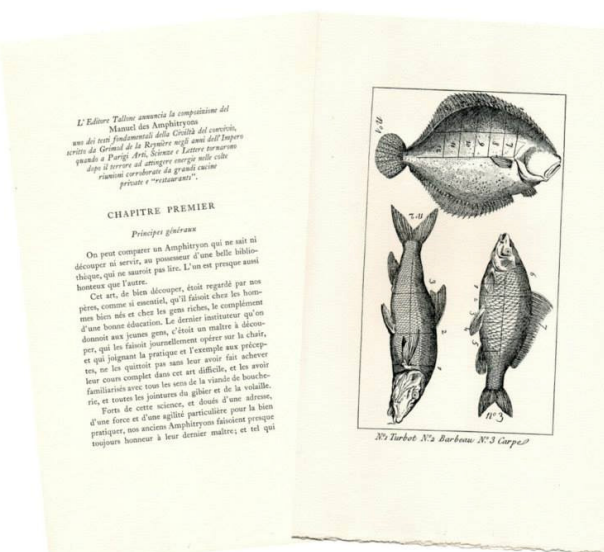 L'Editore Tallone annuncia la composizione del
Manuel des Amphitryons
uno dei testi fondamentali della Civiltà del convivio,
scritto da Grimod de la Reynière negli anni dell'Impero
quando a Parigi Arti, Scienze e Lettere tornarono
dopo il terrore ad attingere energie nelle colte
riunioni corroborate da grandi cucine
private e "restaurants".
CHAPITRE PREMIER
Principes généraux
On peut comparer un Amphitryon qui ne sait ni
découper ni servir, au possesseur d'une belle biblio-
thèque, qui ne sauroit pas lire. L'un est presque aussi
honteux que l'autre.
Cet art, de bien découper, étoit regardé par nos
pères, comme si essentiel, qu'il faisoit chez les hom-
mes bien nés et chez les gens riches, le complément
d'une bonne éducation. Le dernier instituteur qu'on
donnoit aux jeunes gens, c'étoit un maître à décou-
per, qui les faisoit journellement opérer sur la chair,
et qui joignant la pratique et l'exemple aux précep-
tes, ne les quittoit pas sans leur avoir fait achever
leur cours complet dans cet art difficile, et les avoir
familiarisés avec tous les sens de la viande de bouche-
rie, et toutes les jointures du gibier et de la volaille.
Forts de cette science, et doués d'une adresse,
d'une force et d'une agilité particulière pour la bien
pratiquer, nos anciens Amphitryons faisoient presque
toujours honneur à leur dernier maître; et tel qui
N.º 1
N.º 2
Nº 3
Nº1 Turbot Nº2 Barbeau Nº3 Carpe